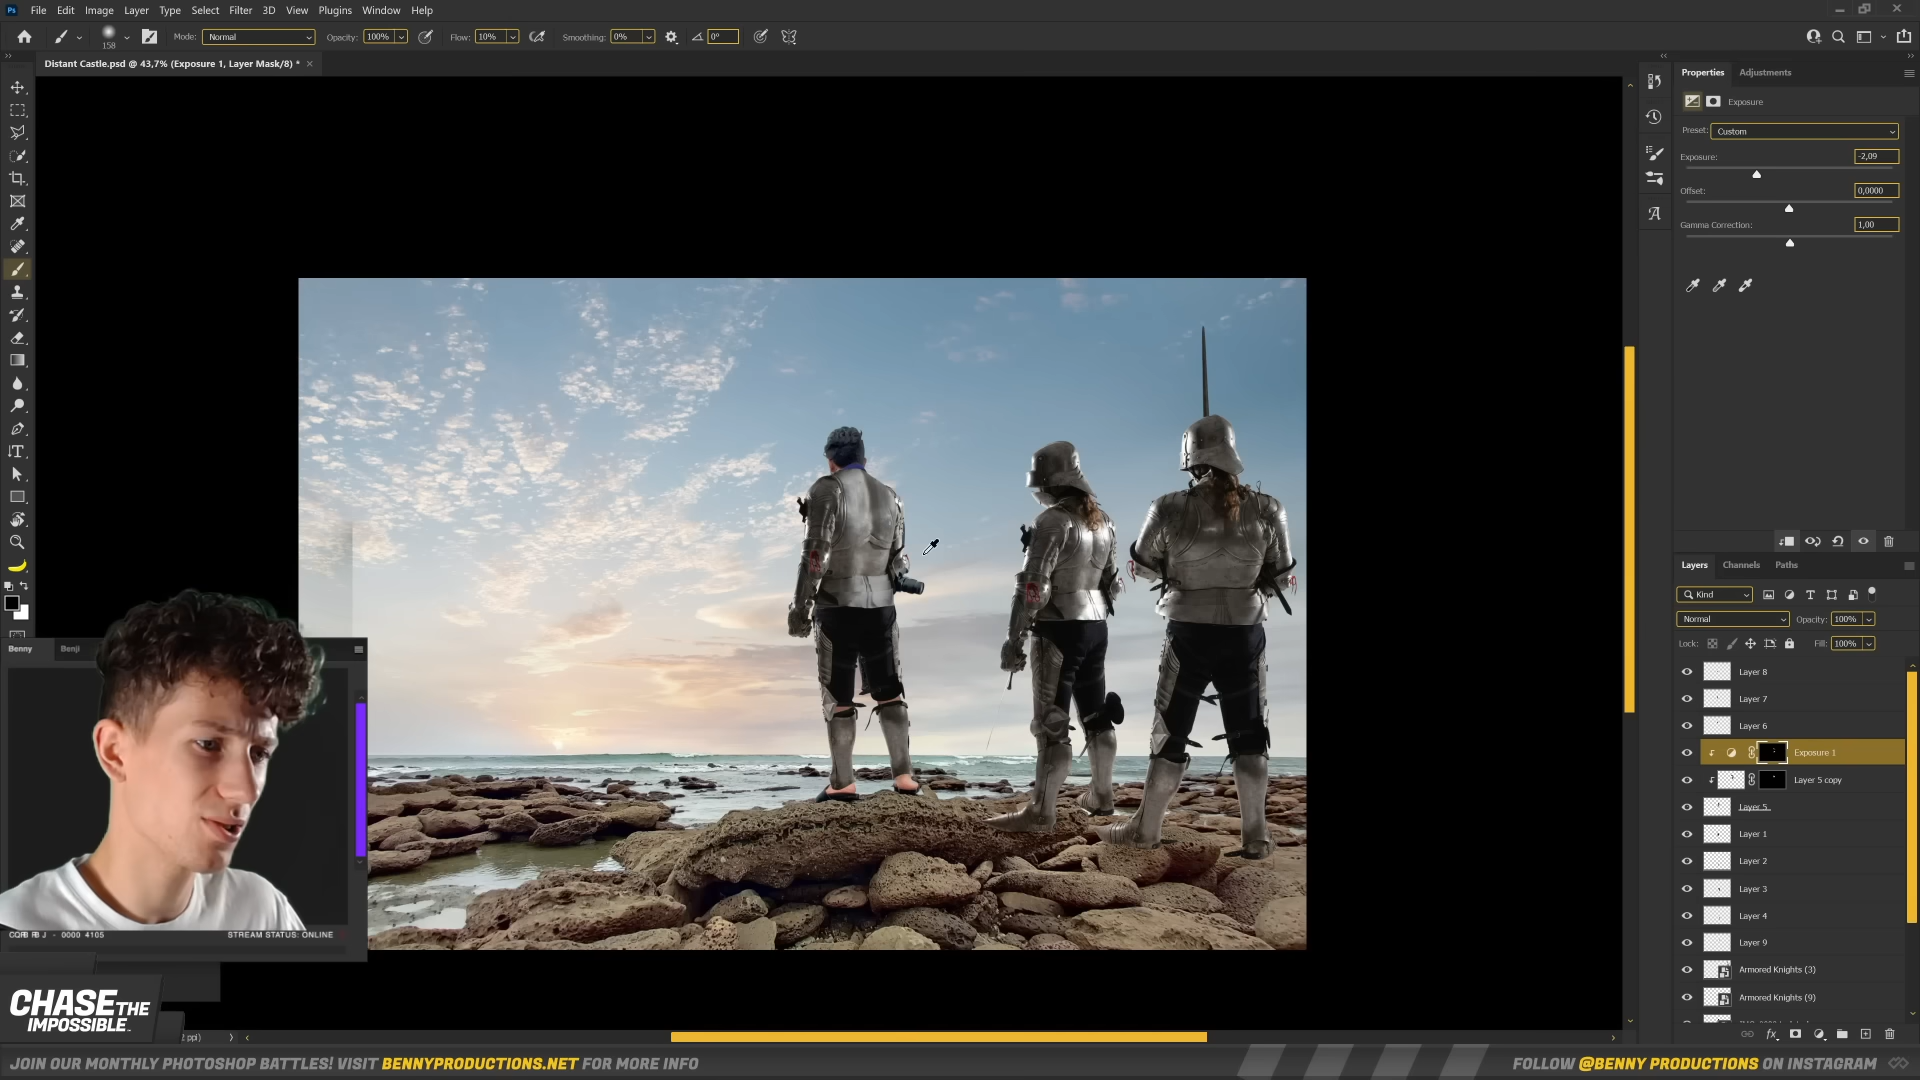 Ps File Edit Image Layer Type Select Filter 3D View Plugins Window Help
158 Mode: Normal Opacity: 100% Flow: 10% Smoothing: 0% 0°
Distant Castle.psd @ 43,7% (Exposure 1, Layer Mask/8) *
Properties Adjustments
Exposure
Preset: Custom
Exposure: -2,09
Offset: 0,0000
Gamma Correction: 1,00
Layers Channels Paths
Kind
Normal Opacity: 100%
Lock: Fill: 100%
Layer 8
Layer 7
Layer 6
Exposure 1
Layer 5 copy
Layer 5
Layer 1
Layer 2
Layer 3
Layer 4
Layer 9
Armored Knights (3)
Armored Knights (9)
Benny Benji
0000 4105 STREAM STATUS: ONLINE
CHASE THE
IMPOSSIBLE.
ppi)
JOIN OUR MONTHLY PHOTOSHOP BATTLES! VISIT BENNYPRODUCTIONS.NET FOR MORE INFO
FOLLOW @BENNY PRODUCTIONS ON INSTAGRAM